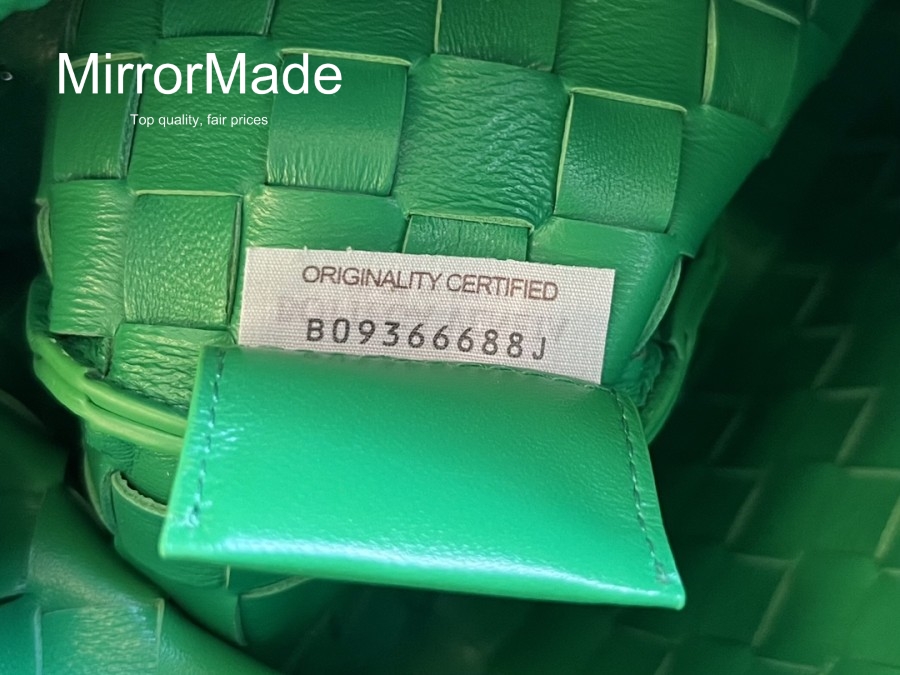 MirrorMade
Top quality, fair prices
ORIGINALITY CERTIFIED
B09366688J